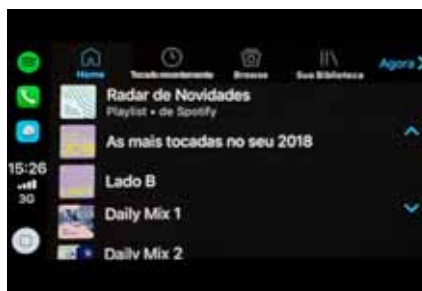 Home
Tocado recentemente
Browse
Sua Biblioteca
Agora
Radar de Novidades
Playlist • de Spotify
As mais tocadas no seu 2018
Lado B
15:26
3G
Daily Mix 1
Daily Mix 2